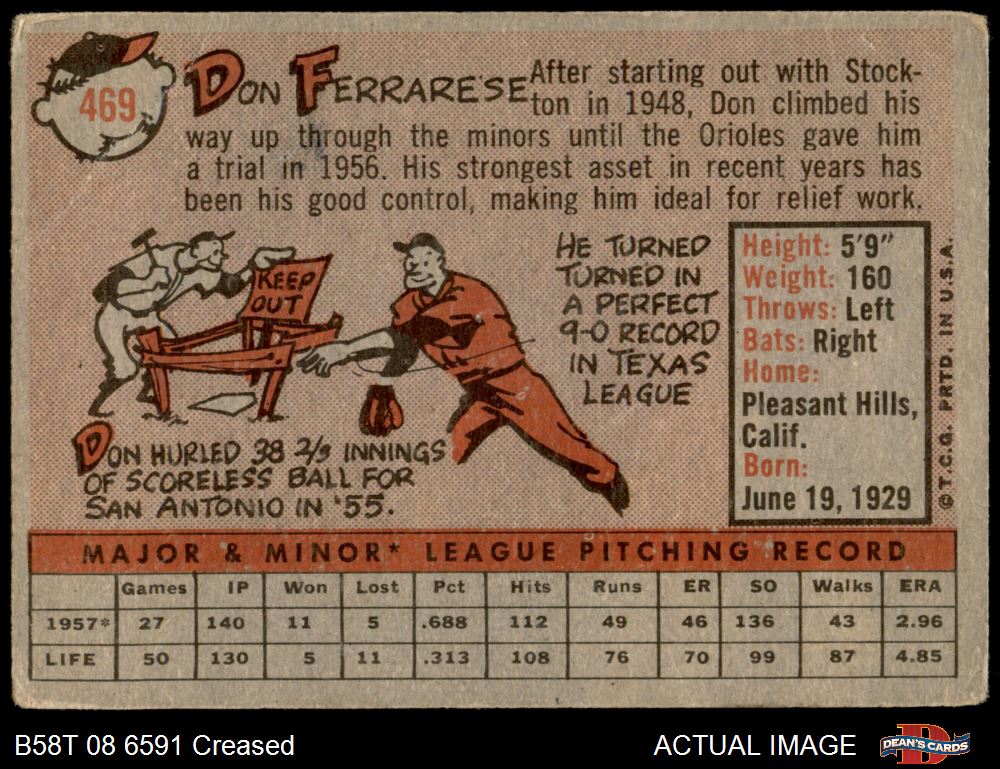 469
DON FERRARESE
After starting out with Stock-
ton in 1948, Don climbed his
way up through the minors until the Orioles gave him
a trial in 1956. His strongest asset in recent years has
been his good control, making him ideal for relief work.
KEEP
OUT
HE TURNED
TURNED IN
A PERFECT
9-0 RECORD
IN TEXAS
LEAGUE
DON HURLED 38 2/3 INNINGS
OF SCORELESS BALL FOR
SAN ANTONIO IN '55.
Height: 5'9"
Weight: 160
Throws: Left
Bats: Right
Home:
Pleasant Hills,
Calif.
Born:
June 19, 1929
© T.C.G. PRTD. IN U.S.A.
MAJOR & MINOR* LEAGUE PITCHING RECORD
Games IP Won Lost Pct Hits Runs ER SO Walks ERA
1957* 27 140 11 5 .688 112 49 46 136 43 2.96
LIFE 50 130 5 11 .313 108 76 70 99 87 4.85
B58T 08 6591 Creased
ACTUAL IMAGE
DEAN'S CARDS